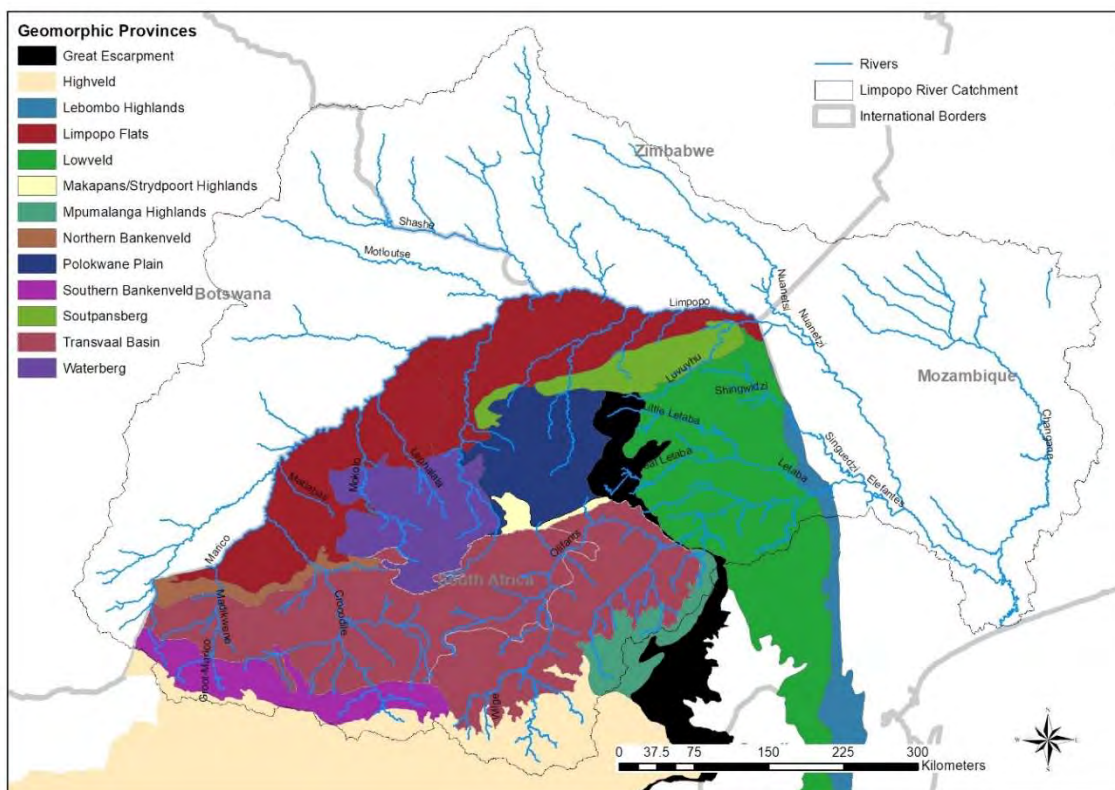 Geomorphic Provinces
Great Escarpment
Highveld
Lebombo Highlands
Limpopo Flats
Lowveld
Makapans/Strydpoort Highlands
Mpumalanga Highlands
Northern Bankenveld
Polokwane Plain
Southern Bankenveld
Soutpansberg
Transvaal Basin
Waterberg
Rivers
Limpopo River Catchment
International Borders
Zimbabwe
Shashe
Motloutse
Botswana
Nuanetsi
Limpopo
Nuanetzi
Luvuvhu
Mozambique
Shingwidzi
Little Letaba
Changane
Letaba
Singuedzi
Elefantes
Lephalala
Mokolo
Matlabas
Olifants
Marico
South Africa
Crocodile
Groot-Marico
Wilge
0 37.5 75 150 225 300
Kilometers
N